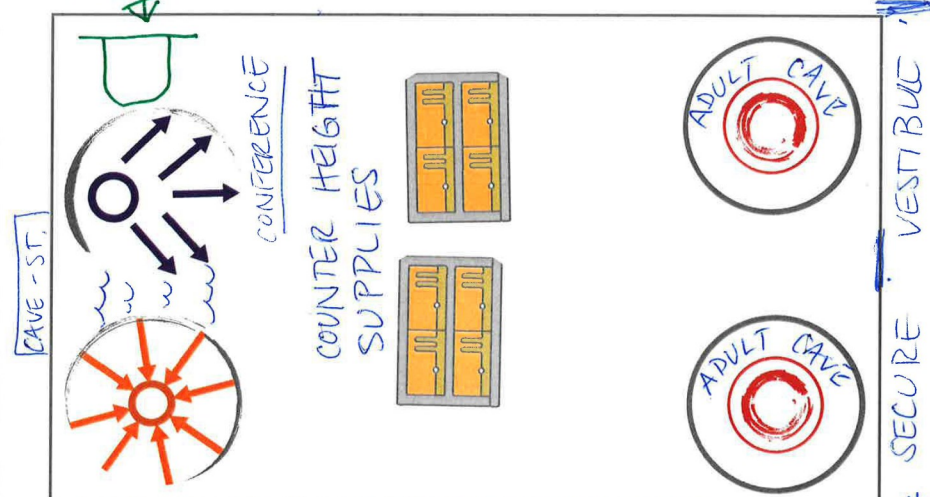 CAVE-ST.
CONFERENCE
COUNTER HEIGHT
SUPPLIES
ADULT CAVE
ADULT CAVE
SECURE VESTIBULE